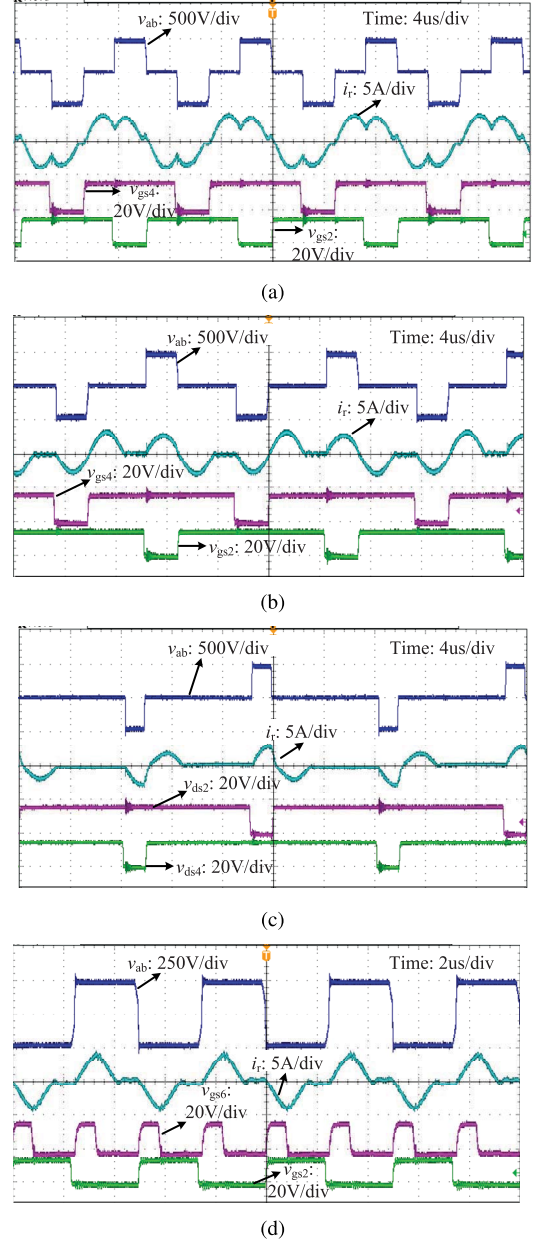 v_ab: 500V/div Time: 4us/div
i_r: 5A/div
v_gs4:
20V/div
v_gs2:
20V/div
(a)
v_ab: 500V/div Time: 4us/div
i_r: 5A/div
v_gs4: 20V/div
v_gs2: 20V/div
(b)
v_ab: 500V/div Time: 4us/div
i_r: 5A/div
v_ds2: 20V/div
v_ds4: 20V/div
(c)
v_ab: 250V/div Time: 2us/div
i_r: 5A/div
v_gs6:
20V/div
v_gs2:
20V/div
(d)